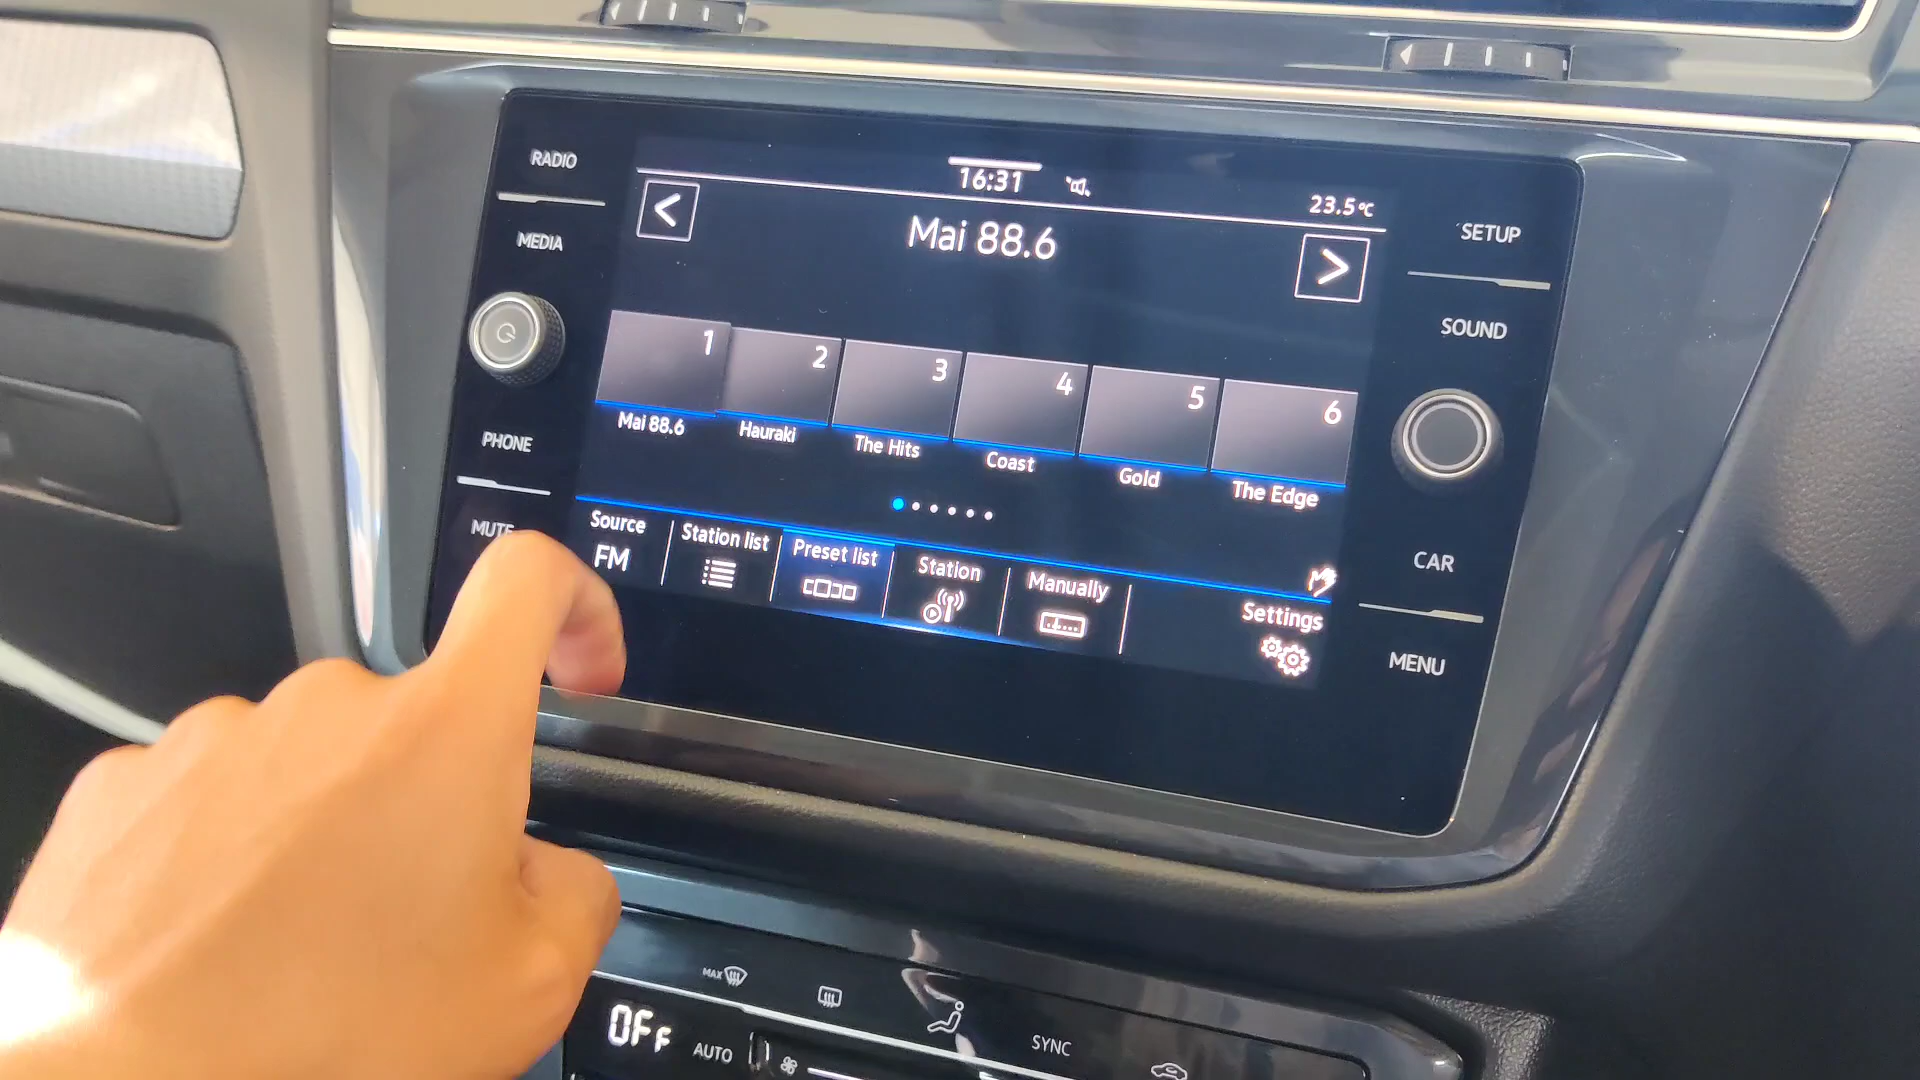 RADIO
MEDIA
PHONE
MUTE
16:31
23.5°C
Mai 88.6
1
2
3
4
5
6
Mai 88.6
Hauraki
The Hits
Coast
Gold
The Edge
Source
FM
Station list
Preset list
Station
Manually
Settings
SETUP
SOUND
CAR
MENU
MAX
OFF
AUTO
SYNC